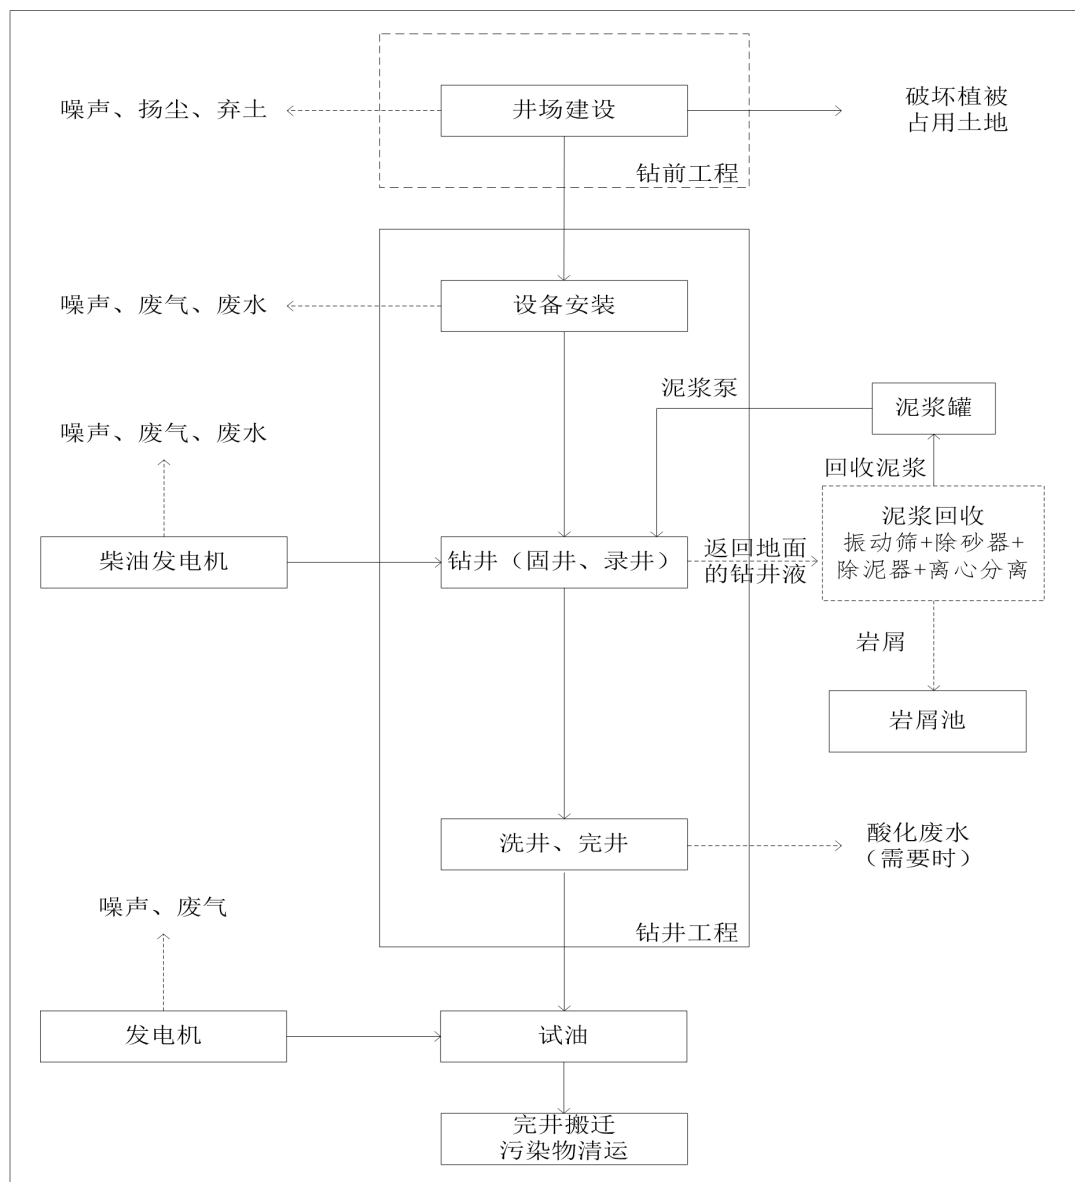 噪声、扬尘、弃土
井场建设
破坏植被
占用土地
钻前工程
噪声、废气、废水
设备安装
泥浆泵
泥浆罐
噪声、废气、废水
回收泥浆
泥浆回收
振动筛+除砂器+
除泥器+离心分离
柴油发电机
钻井（固井、录井）
返回地面
的钻井液
岩屑
岩屑池
洗井、完井
酸化废水
（需要时）
噪声、废气
钻井工程
发电机
试油
完井搬迁
污染物清运